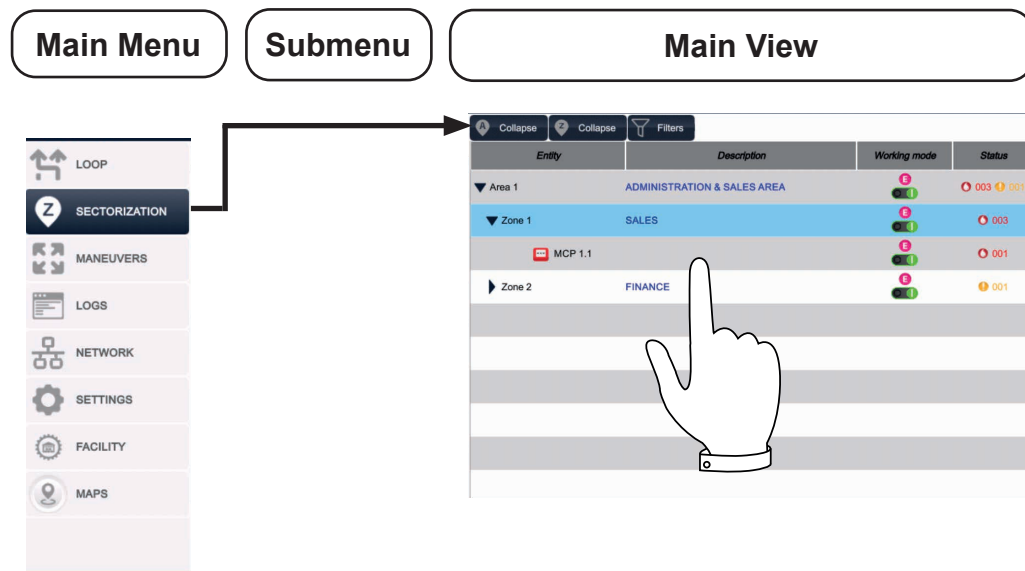 Main Menu
Submenu
Main View
LOOP
Z SECTORIZATION
MANEUVERS
LOGS
NETWORK
SETTINGS
FACILITY
MAPS
A Collapse Z Collapse Filters
Entity Description Working mode Status
Area 1 ADMINISTRATION & SALES AREA E 003 001
Zone 1 SALES E 003
MCP 1.1 E 001
Zone 2 FINANCE E 001